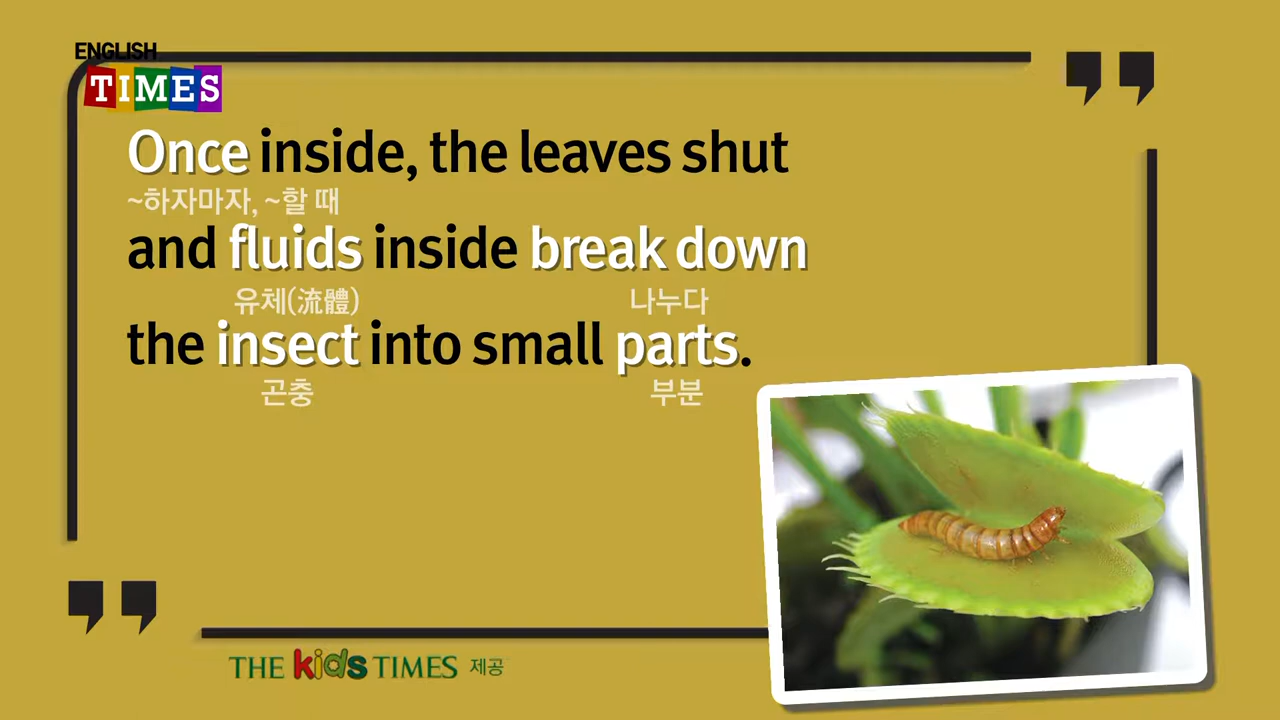 ENGLISH
TIMES
Once inside, the leaves shut
~하자마자, ~할 때
and fluids inside break down
유체(流體) 나누다
the insect into small parts.
곤충 부분
THE kids TIMES 제공